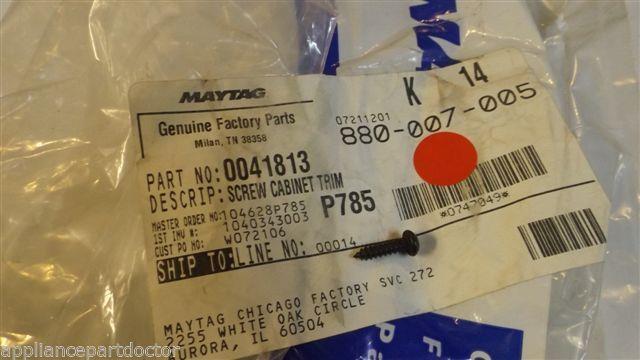 MAYTAG
Genuine Factory Parts
Milan, TN 38358
K 14
07211201
880-007-005
PART NO: 0041813
DESCRIP: SCREW CABINET TRIM
MASTER ORDER NO: 104628P785
P785
1ST INV #: 1040343003
CUST PO NO: W072106
*0747049*
SHIP TO: LINE NO: 00014
MAYTAG CHICAGO FACTORY SVC 272
2255 WHITE OAK CIRCLE
AURORA, IL 60504
appliancepartdoctor